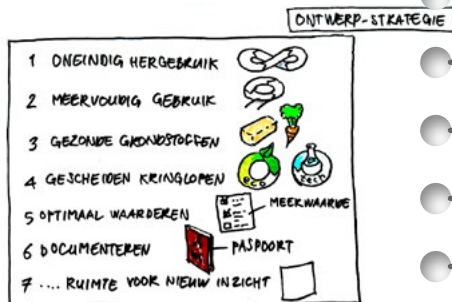 ONTWERP-STRATEGIE
1 ONEINDIG HERGEBRUIK
2 MEERVOUDIG GEBRUIK
3 GEZONDE GRONDSTOFFEN
4 GESCHEIDEN KRINGLOPEN
eco tech
5 OPTIMAAL WAARDEREN MEERWAARDE
6 DOCUMENTEREN PASPOORT
7 .... RUIMTE VOOR NIEUW INZICHT